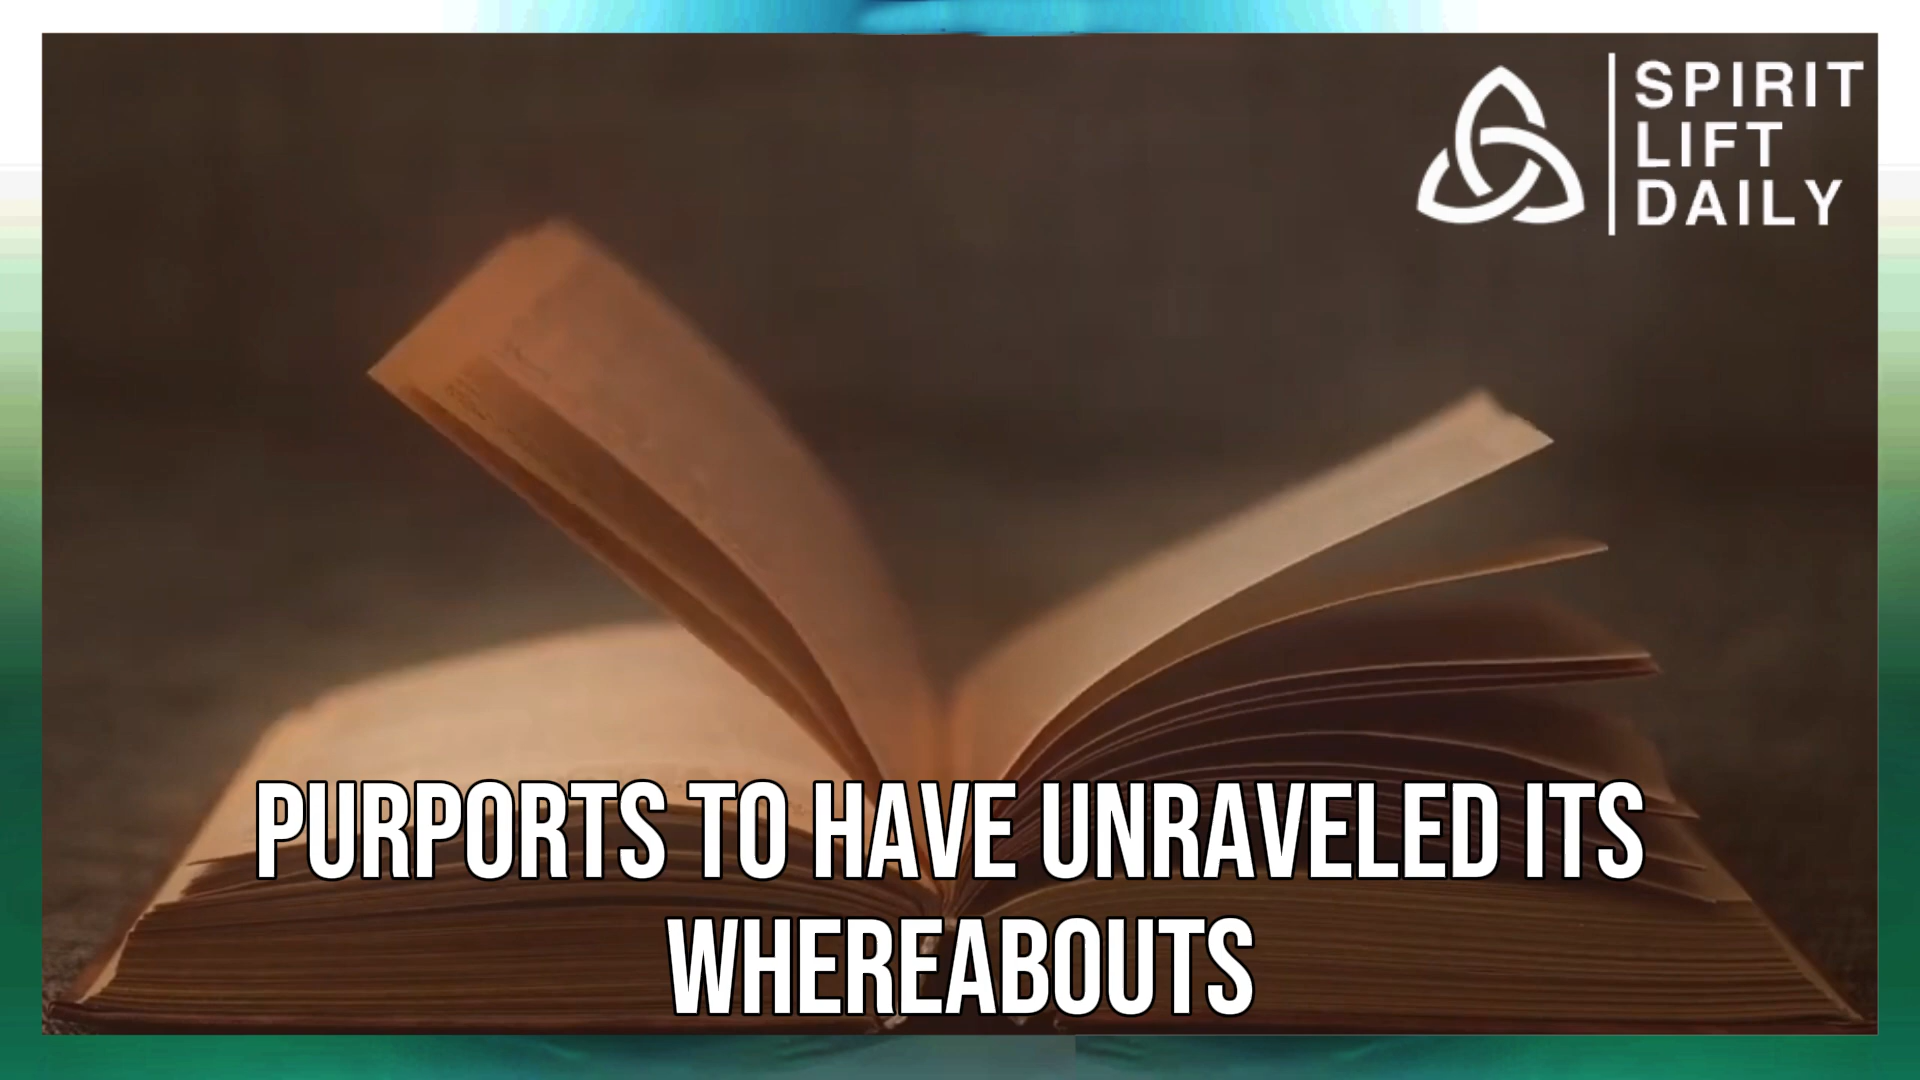 SPIRIT
LIFT
DAILY
PURPORTS TO HAVE UNRAVELED ITS
WHEREABOUTS